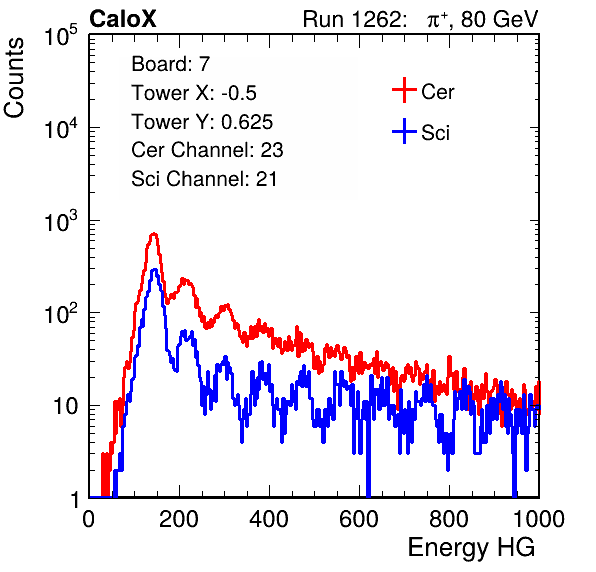 CaloX Run 1262: π⁺, 80 GeV
Board: 7
Tower X: -0.5
Tower Y: 0.625
Cer Channel: 23
Sci Channel: 21
Cer
Sci
Counts
10⁵
10⁴
10³
10²
10
1
0 200 400 600 800 1000
Energy HG